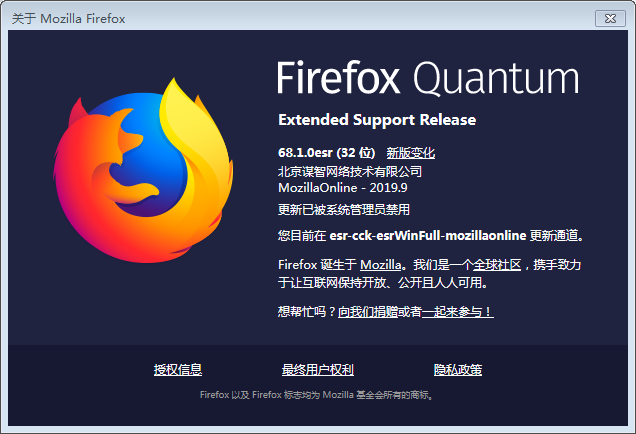 关于 Mozilla Firefox
Firefox Quantum
Extended Support Release
68.1.0esr (32 位) 新版变化
北京谋智网络技术有限公司
MozillaOnline - 2019.9
更新已被系统管理员禁用
您目前在 esr-cck-esrWinFull-mozillaonline 更新通道。
Firefox 诞生于 Mozilla。我们是一个全球社区，携手致力
于让互联网保持开放、公开且人人可用。
想帮忙吗？向我们捐赠或者一起来参与！
授权信息 最终用户权利 隐私政策
Firefox 以及 Firefox 标志均为 Mozilla 基金会所有的商标。